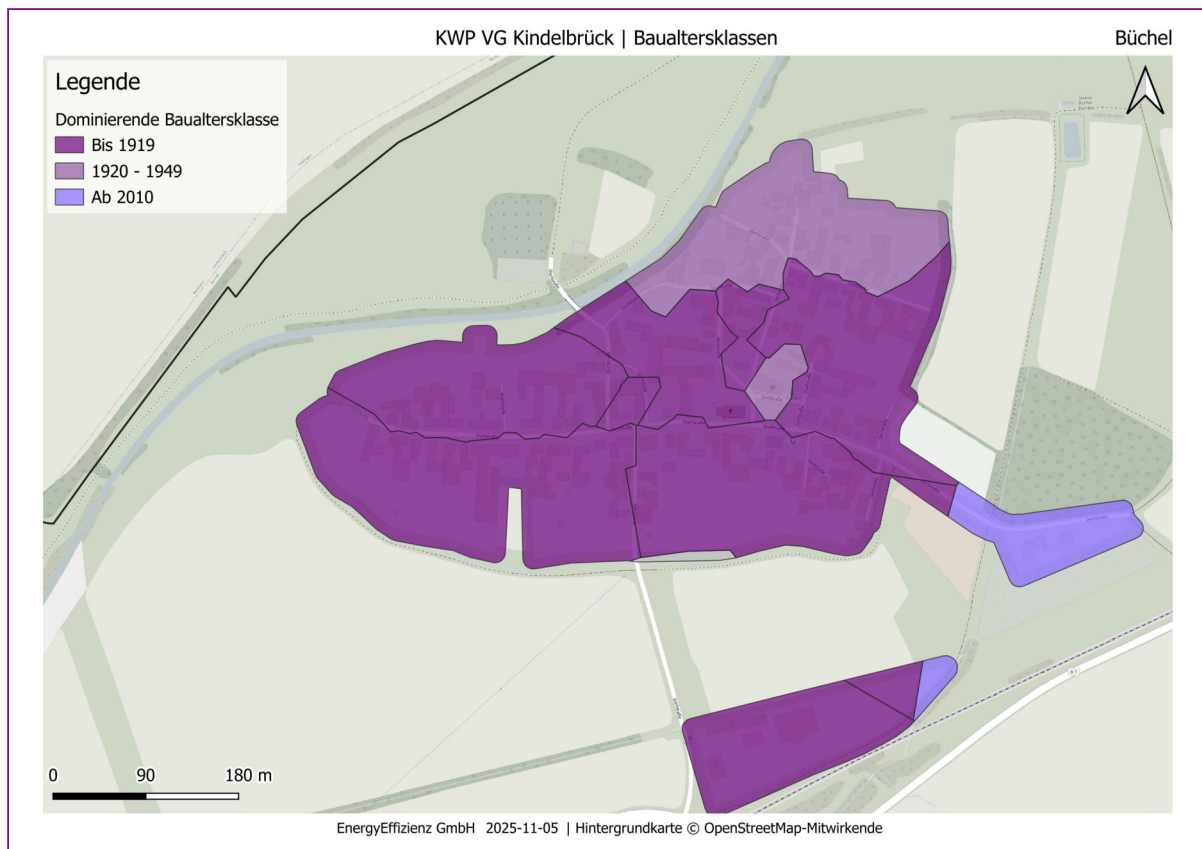 KWP VG Kindelbrück | Baualtersklassen
Büchel
Legende
Dominierende Baualtersklasse
Bis 1919
1920 - 1949
Ab 2010
0 90 180 m
EnergyEffizienz GmbH 2025-11-05 | Hintergrundkarte © OpenStreetMap-Mitwirkende